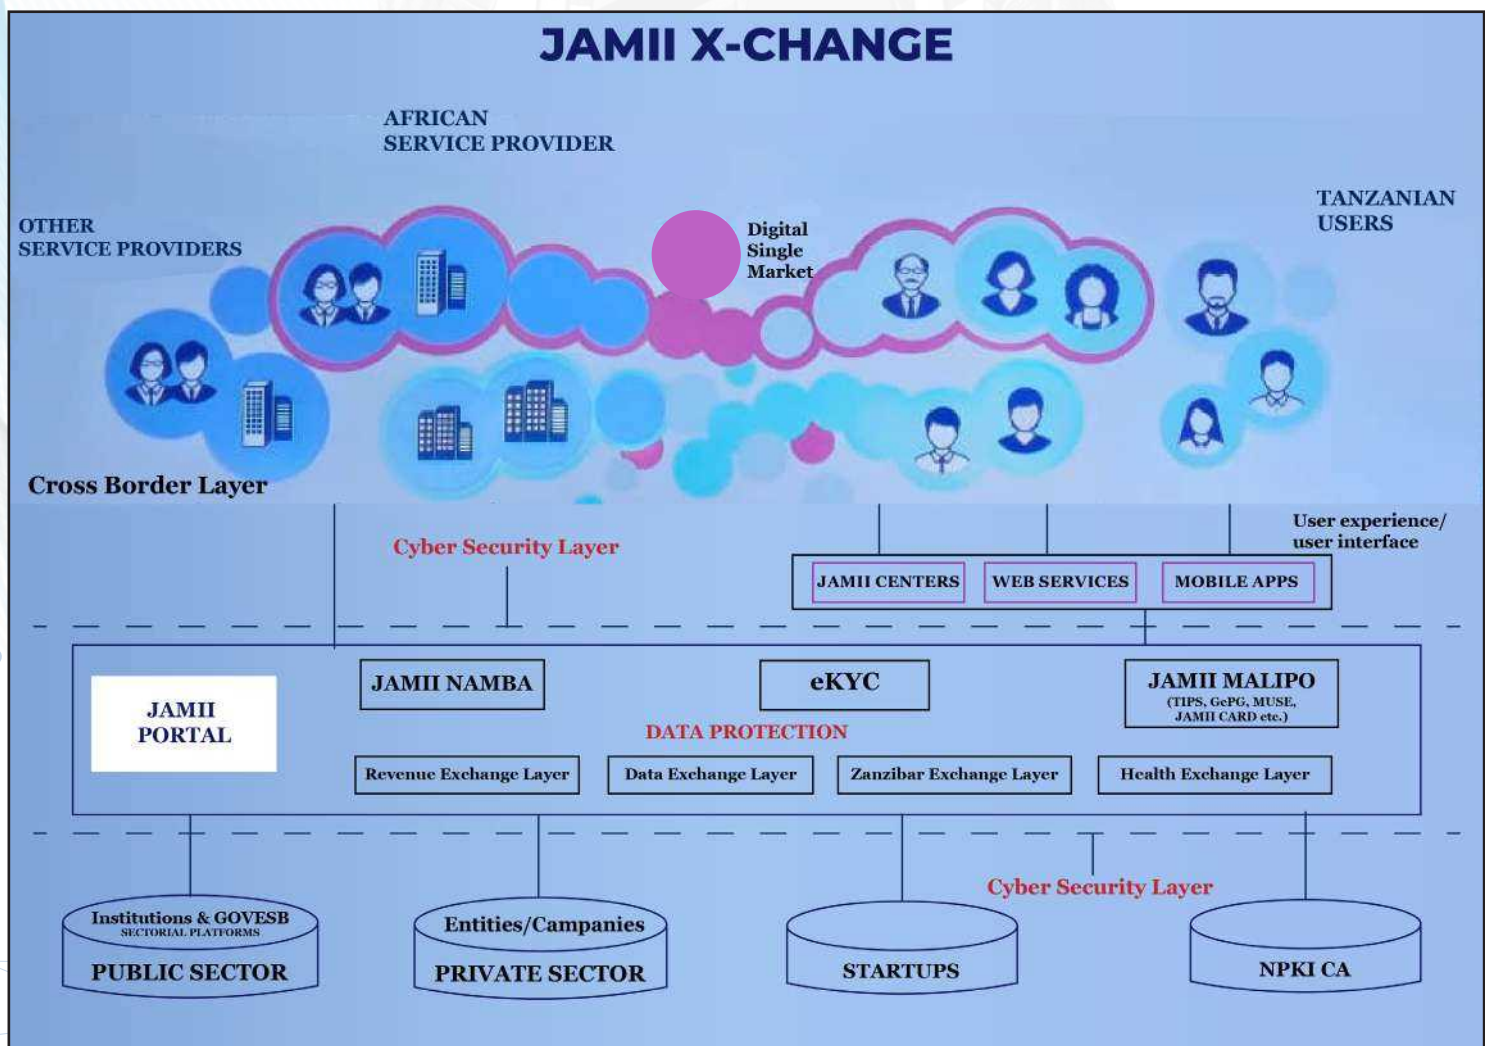 JAMII X-CHANGE
AFRICAN
SERVICE PROVIDER
TANZANIAN
USERS
OTHER
SERVICE PROVIDERS
Digital
Single
Market
Cross Border Layer
User experience/
user interface
Cyber Security Layer
JAMII CENTERS
WEB SERVICES
MOBILE APPS
JAMII
PORTAL
JAMII NAMBA
eKYC
JAMII MALIPO
(TIPS, GePG, MUSE,
JAMII CARD etc.)
DATA PROTECTION
Revenue Exchange Layer
Data Exchange Layer
Zanzibar Exchange Layer
Health Exchange Layer
Cyber Security Layer
Institutions & GOVESB
SECTORIAL PLATFORMS
PUBLIC SECTOR
Entities/Campanies
PRIVATE SECTOR
STARTUPS
NPKI CA